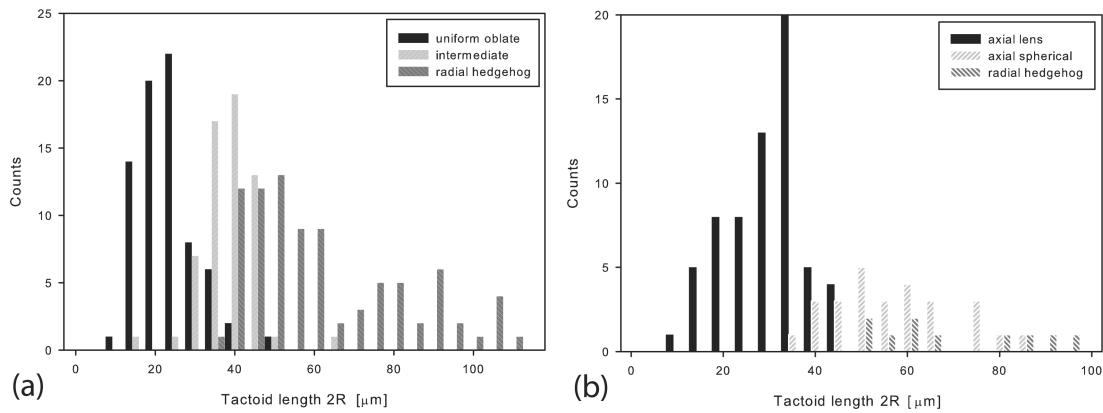 25
20
15
10
5
0
Counts
0 20 40 60 80 100
Tactoid length 2R [µm]
uniform oblate
intermediate
radial hedgehog
(a)
20
15
10
5
0
Counts
0 20 40 60 80 100
Tactoid length 2R [µm]
axial lens
axial spherical
radial hedgehog
(b)